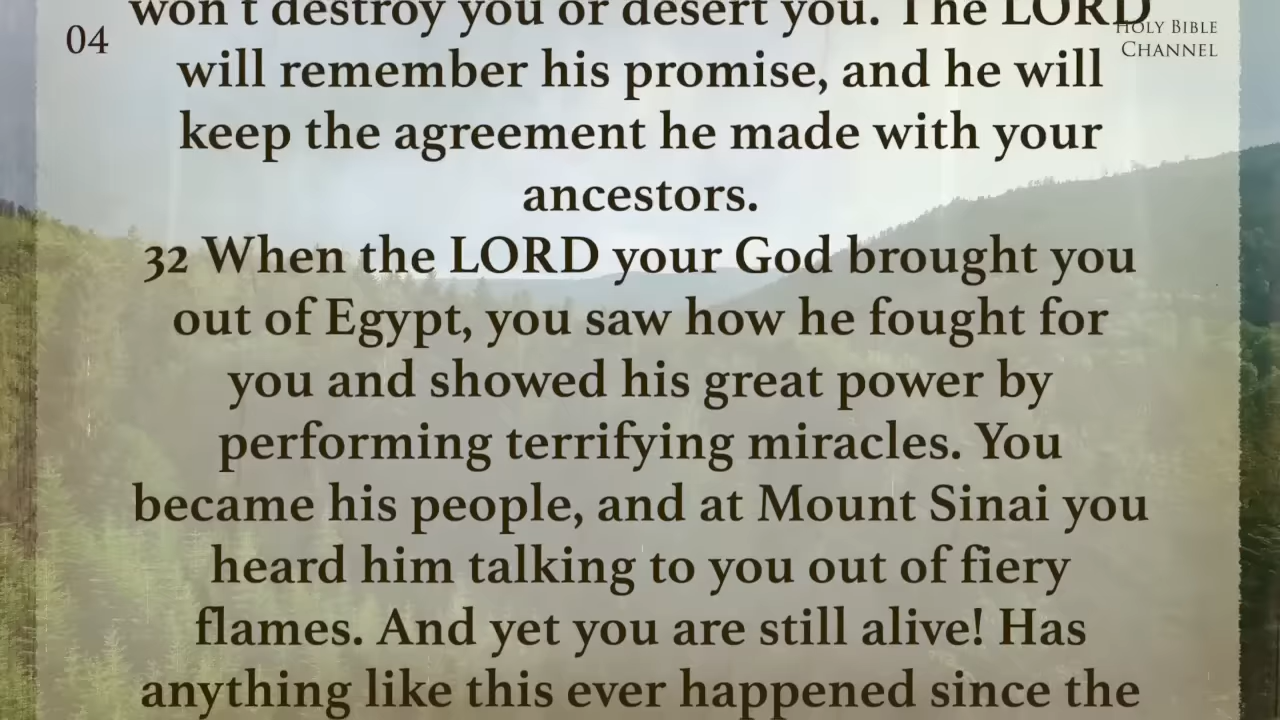 won't destroy you or desert you. The LORD
04
HOLY BIBLE
CHANNEL
will remember his promise, and he will
keep the agreement he made with your
ancestors.
32 When the LORD your God brought you
out of Egypt, you saw how he fought for
you and showed his great power by
performing terrifying miracles. You
became his people, and at Mount Sinai you
heard him talking to you out of fiery
flames. And yet you are still alive! Has
anything like this ever happened since the